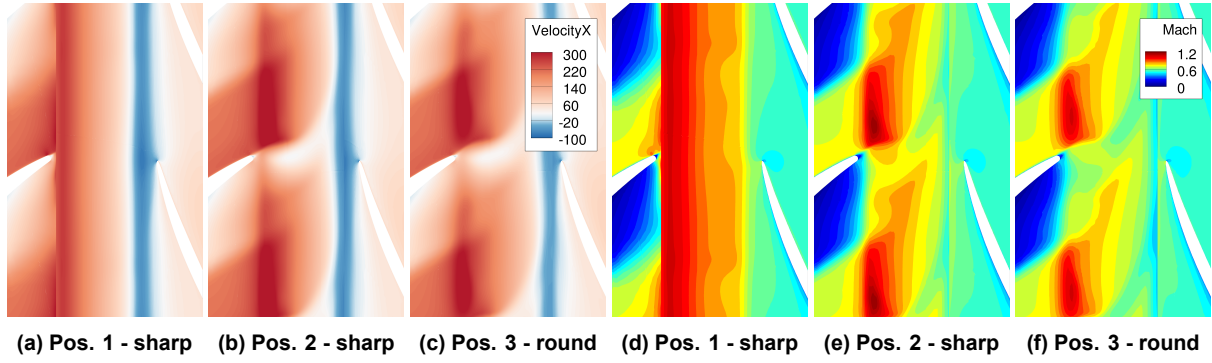 VelocityX
300
220
140
60
-20
-100
Mach
1.2
0.6
0
(a) Pos. 1 - sharp
(b) Pos. 2 - sharp
(c) Pos. 3 - round
(d) Pos. 1 - sharp
(e) Pos. 2 - sharp
(f) Pos. 3 - round